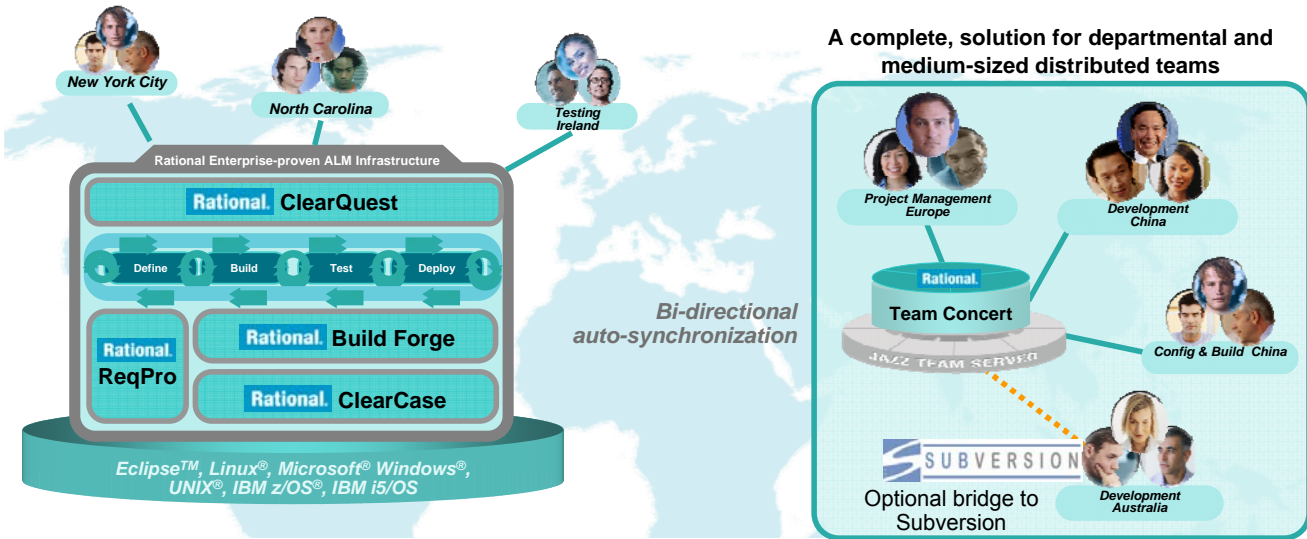 New York City
North Carolina
Testing
Ireland
Rational Enterprise-proven ALM Infrastructure
Rational. ClearQuest
Define Build Test Deploy
Rational.
ReqPro
Rational. Build Forge
Rational. ClearCase
Eclipse™, Linux®, Microsoft® Windows®,
UNIX®, IBM z/OS®, IBM i5/OS
Bi-directional
auto-synchronization
A complete, solution for departmental and
medium-sized distributed teams
Project Management
Europe
Development
China
Rational.
Team Concert
JAZZ TEAM SERVER
Config & Build China
SUBVERSION
Optional bridge to
Subversion
Development
Australia